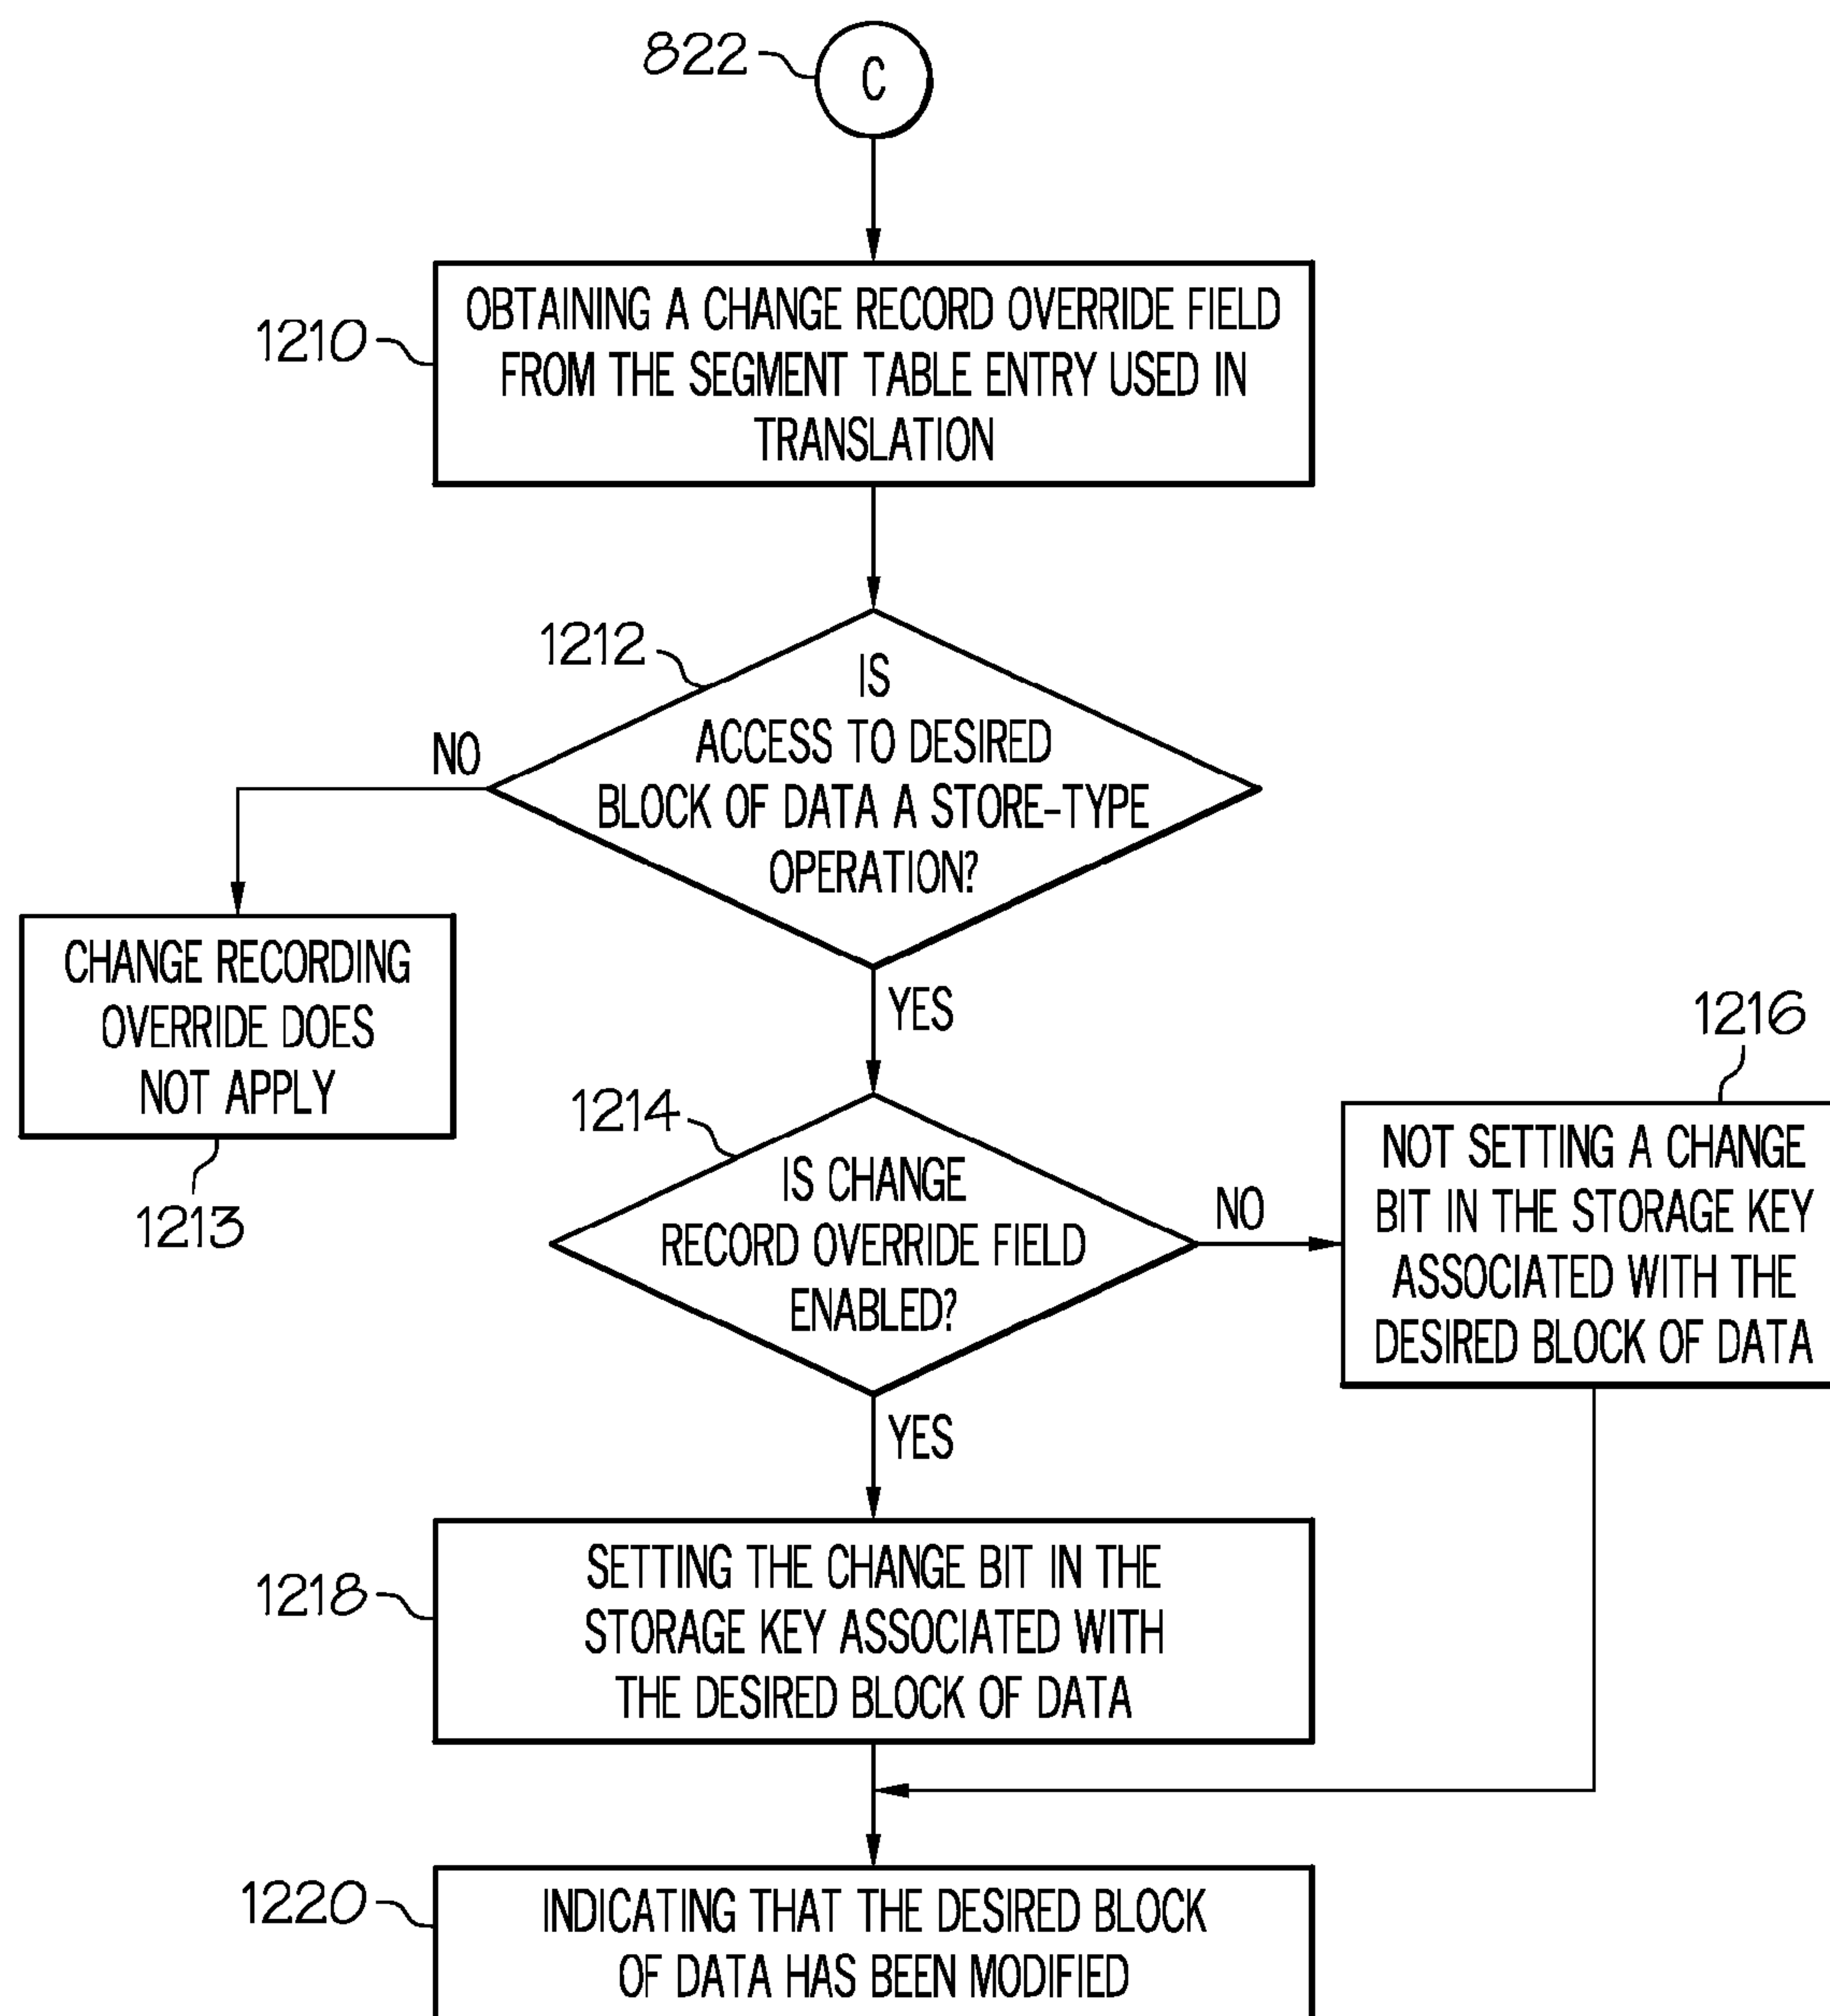 822
C
1210
OBTAINING A CHANGE RECORD OVERRIDE FIELD
FROM THE SEGMENT TABLE ENTRY USED IN
TRANSLATION
1212
IS
ACCESS TO DESIRED
BLOCK OF DATA A STORE-TYPE
OPERATION?
NO
CHANGE RECORDING
OVERRIDE DOES
NOT APPLY
1213
YES
1214
IS CHANGE
RECORD OVERRIDE FIELD
ENABLED?
NO
1216
NOT SETTING A CHANGE
BIT IN THE STORAGE KEY
ASSOCIATED WITH THE
DESIRED BLOCK OF DATA
YES
1218
SETTING THE CHANGE BIT IN THE
STORAGE KEY ASSOCIATED WITH
THE DESIRED BLOCK OF DATA
1220
INDICATING THAT THE DESIRED BLOCK
OF DATA HAS BEEN MODIFIED